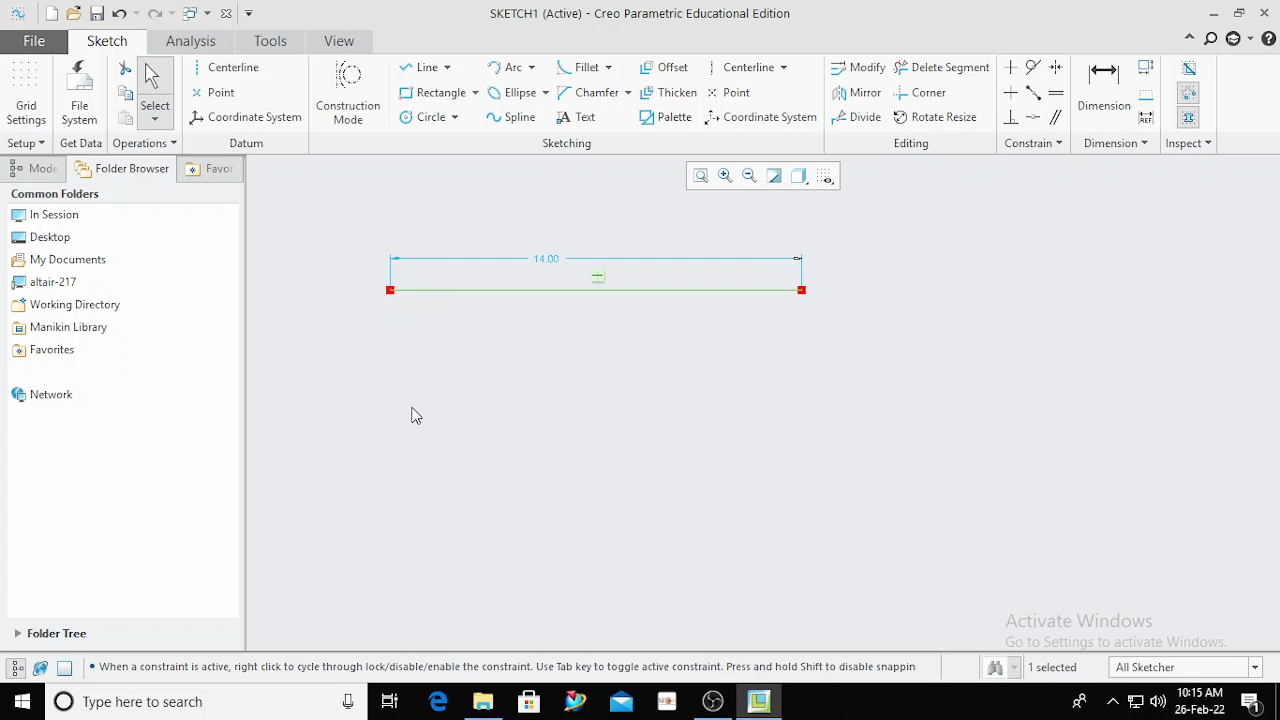 SKETCH1 (Active) - Creo Parametric Educational Edition
File Sketch Analysis Tools View
Centerline Line Arc Fillet Offset Centerline Modify Delete Segment
Point Rectangle Ellipse Chamfer Thicken Point Mirror Corner
Grid Settings File System Select Construction Mode Dimension
Coordinate System Circle Spline Text Palette Coordinate System Divide Rotate Resize
REF
Setup Get Data Operations Datum Sketching Editing Constrain Dimension Inspect
Mode Folder Browser Favor
Common Folders
In Session
Desktop
My Documents
altair-217
Working Directory
Manikin Library
Favorites
Network
14.00
Folder Tree
Activate Windows
Go to Settings to activate Windows.
• When a constraint is active, right click to cycle through lock/disable/enable the constraint. Use Tab key to toggle active constraint. Press and hold Shift to disable snappin
1 selected
All Sketcher
Type here to search
10:15 AM
26-Feb-22
1